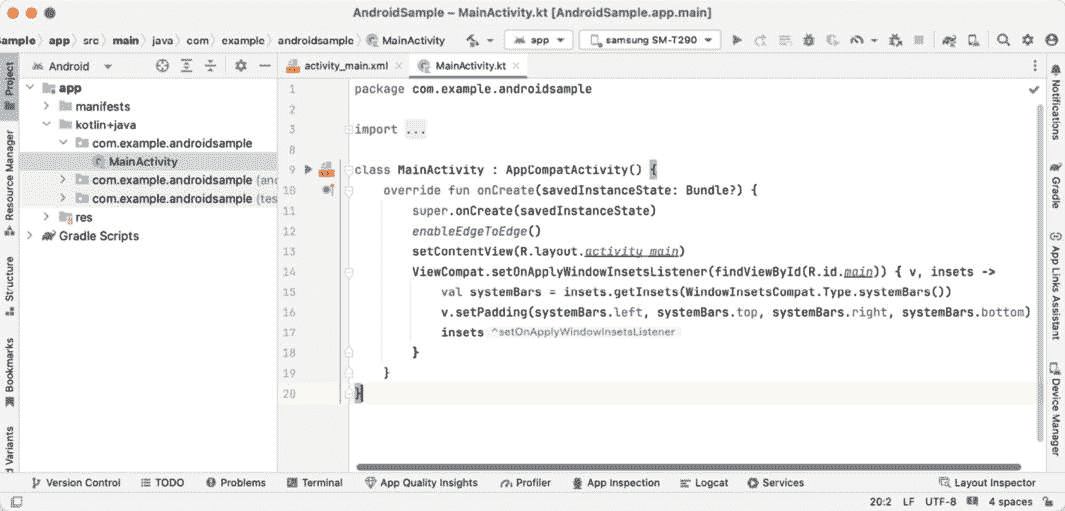 AndroidSample – MainActivity.kt [AndroidSample.app.main]
ample › app › src › main › java › com › example › androidsample › MainActivity app samsung SM-T290
Android
activity_main.xml
MainActivity.kt
Project
Resource Manager
Structure
Bookmarks
d Variants
app
manifests
kotlin+java
com.example.androidsample
MainActivity
com.example.androidsample (and
com.example.androidsample (tes
res
Gradle Scripts
1 package com.example.androidsample
2
3 import ...
8
9 class MainActivity : AppCompatActivity() {
10 override fun onCreate(savedInstanceState: Bundle?) {
11 super.onCreate(savedInstanceState)
12 enableEdgeToEdge()
13 setContentView(R.layout.activity_main)
14 ViewCompat.setOnApplyWindowInsetsListener(findViewById(R.id.main)) { v, insets ->
15 val systemBars = insets.getInsets(WindowInsetsCompat.Type.systemBars())
16 v.setPadding(systemBars.left, systemBars.top, systemBars.right, systemBars.bottom)
17 insets ^setOnApplyWindowInsetsListener
18 }
19 }
20 }
Notifications
Gradle
App Links Assistant
Device Manager
Version Control TODO Problems Terminal App Quality Insights Profiler App Inspection Logcat Services Layout Inspector
20:2 LF UTF-8 4 spaces